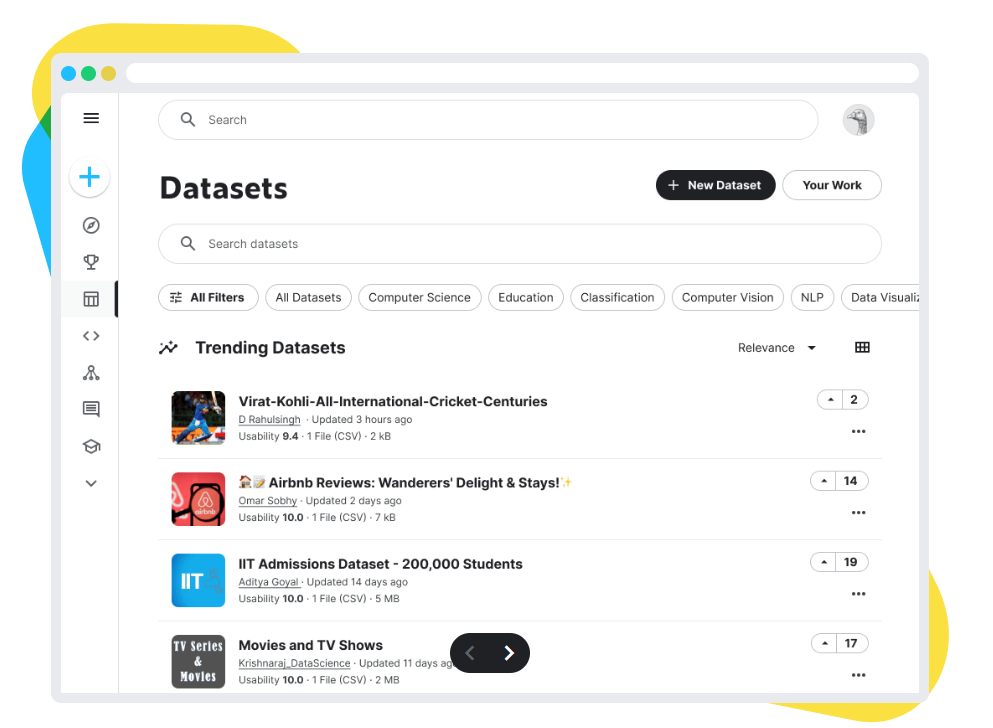 Search
Datasets
+ New Dataset
Your Work
Search datasets
All Filters
All Datasets
Computer Science
Education
Classification
Computer Vision
NLP
Data Visualiz
Trending Datasets
Relevance
Virat-Kohli-All-International-Cricket-Centuries
2
D Rahulsingh · Updated 3 hours ago
Usability 9.4 · 1 File (CSV) · 2 kB
airbnb
🏠📝 Airbnb Reviews: Wanderers' Delight & Stays!✨
14
Omar Sobhy · Updated 2 days ago
Usability 10.0 · 1 File (CSV) · 7 kB
IIT
IIT Admissions Dataset - 200,000 Students
19
Aditya Goyal · Updated 14 days ago
Usability 10.0 · 1 File (CSV) · 5 MB
TV Series
&
Movies
Movies and TV Shows
17
Krishnaraj_DataScience · Updated 11 days ag
Usability 10.0 · 1 File (CSV) · 2 MB